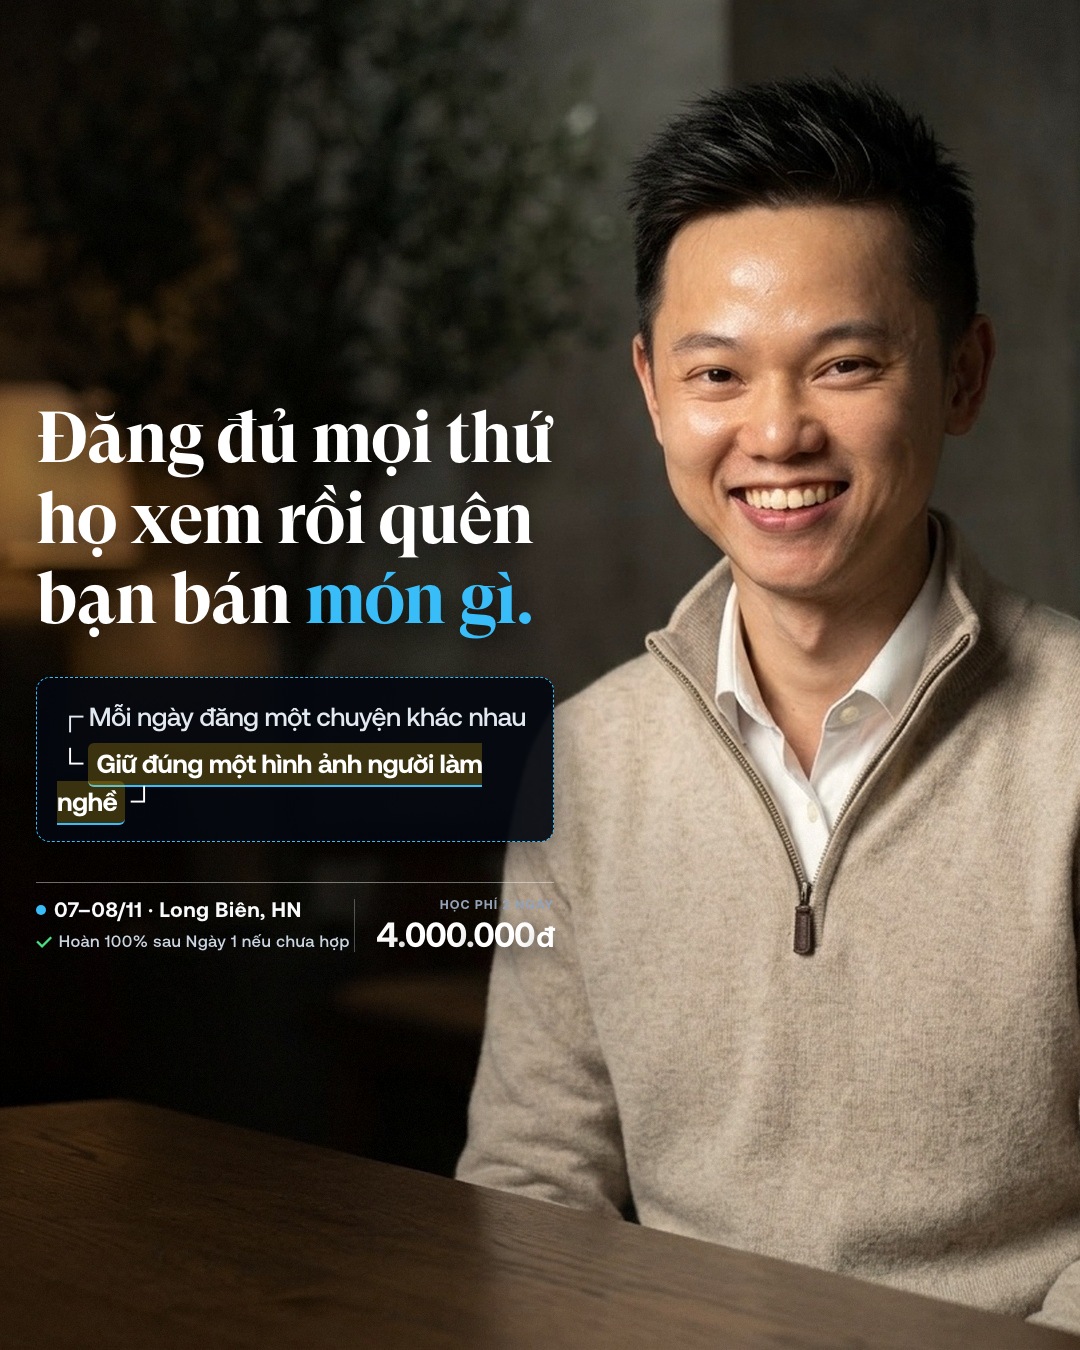 Đăng đủ mọi thứ
họ xem rồi quên
bạn bán món gì.
Mỗi ngày đăng một chuyện khác nhau
Giữ đúng một hình ảnh người làm
nghề
07–08/11 · Long Biên, HN
Hoàn 100% sau Ngày 1 nếu chưa hợp
HỌC PHÍ
4.000.000đ